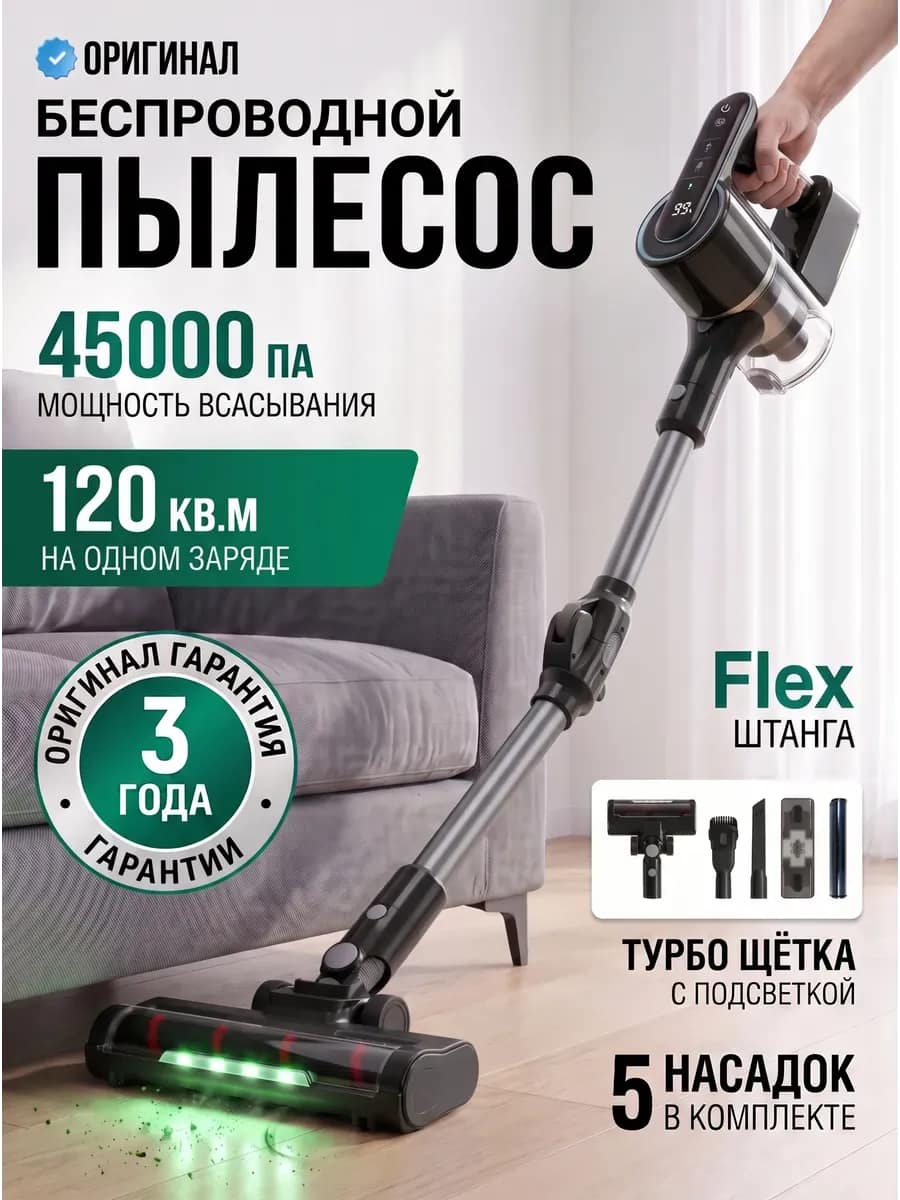 ОРИГИНАЛ
БЕСПРОВОДНОЙ
ПЫЛЕСОС
99%
45000 ПА
МОЩНОСТЬ ВСАСЫВАНИЯ
120 КВ.М
НА ОДНОМ ЗАРЯДЕ
ОРИГИНАЛ ГАРАНТИЯ
3
ГОДА
ГАРАНТИИ
Flex
ШТАНГА
ТУРБО ЩЁТКА
С ПОДСВЕТКОЙ
5 НАСАДОК
В КОМПЛЕКТЕ